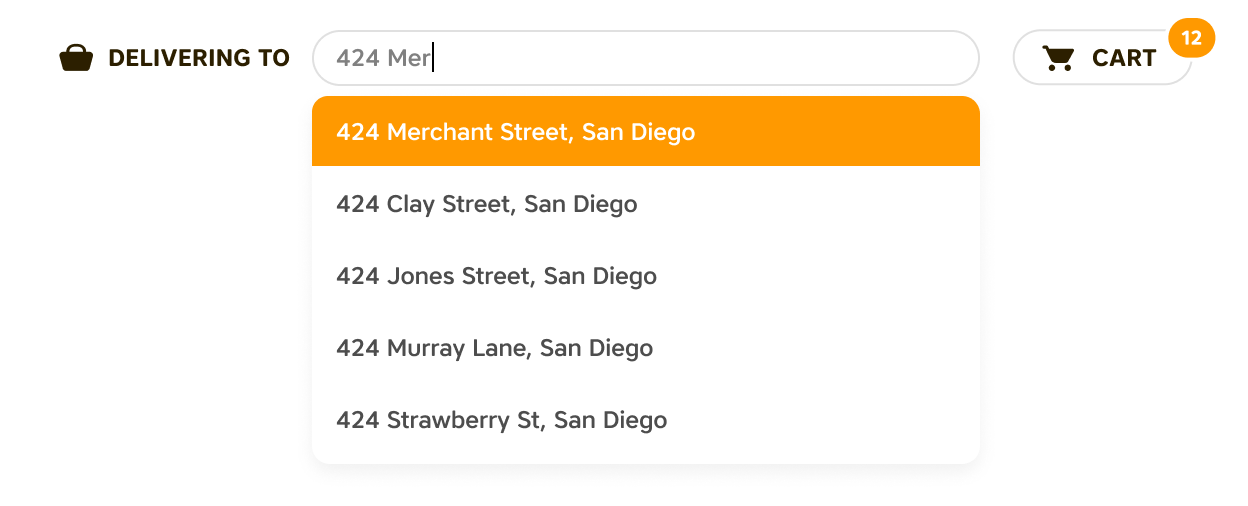 DELIVERING TO
424 Mer
CART
12
424 Merchant Street, San Diego
424 Clay Street, San Diego
424 Jones Street, San Diego
424 Murray Lane, San Diego
424 Strawberry St, San Diego